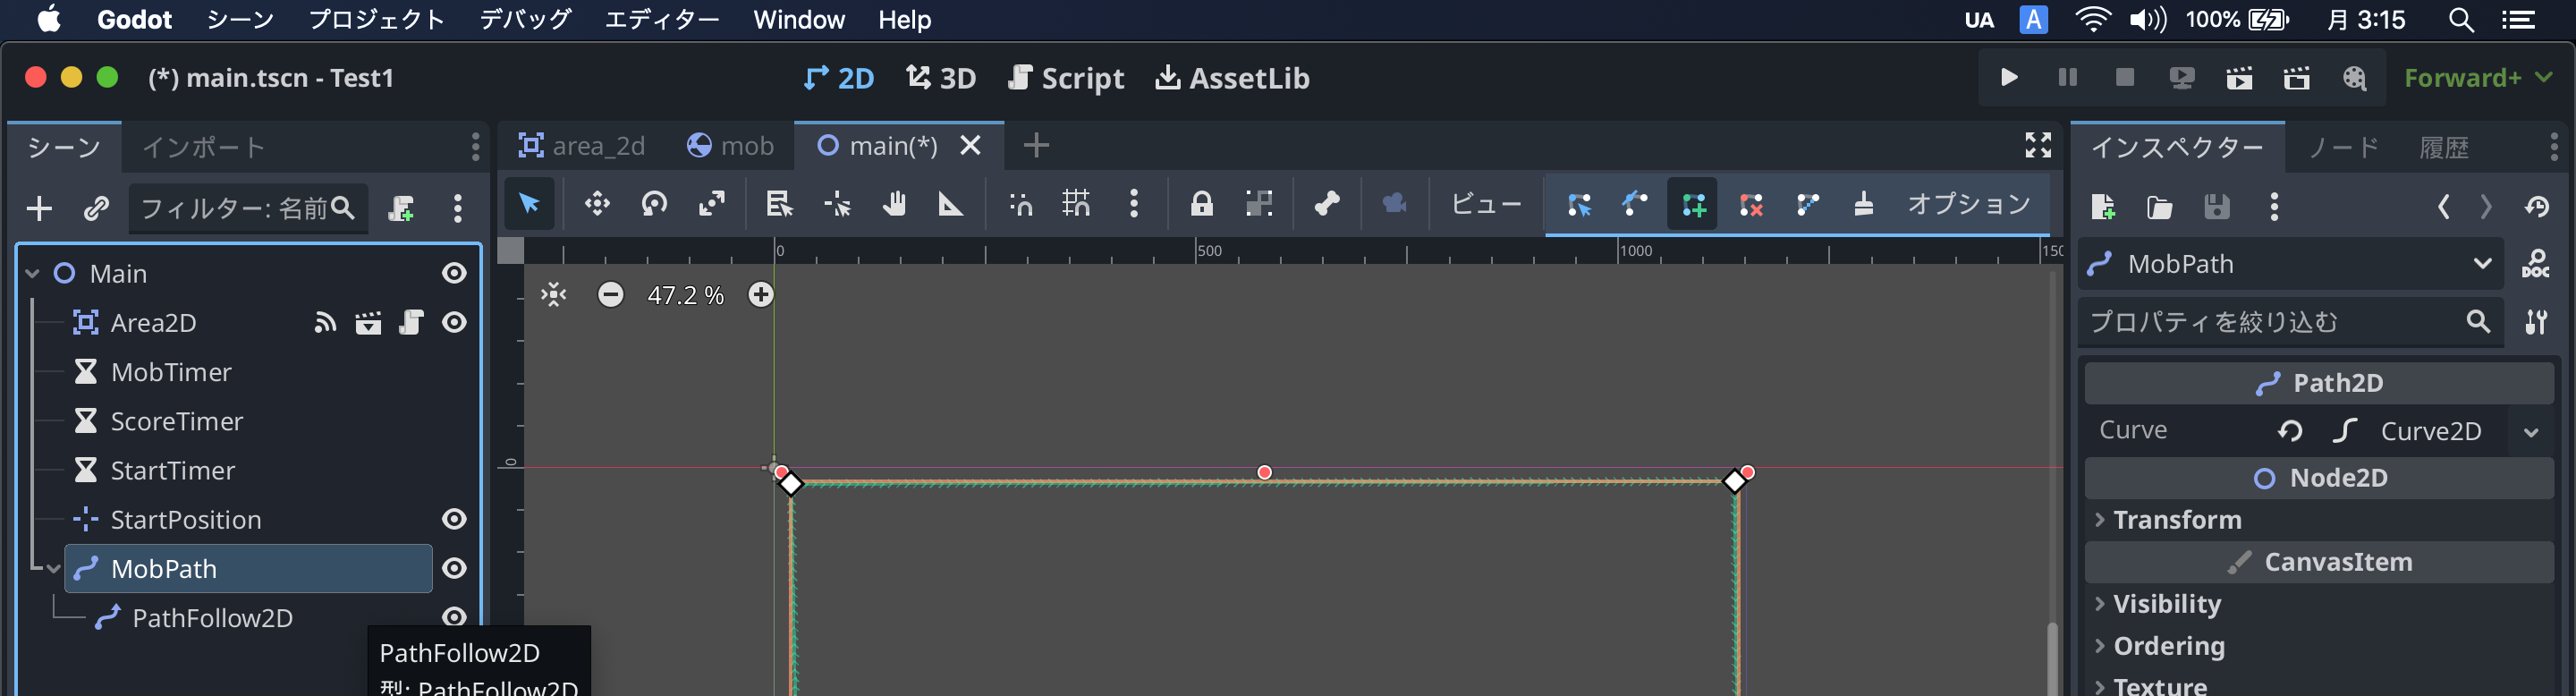 Godot シーン プロジェクト デバッグ エディター Window Help UA A 100% 月 3:15
(*) main.tscn - Test1 2D 3D Script AssetLib Forward+
シーン インポート area_2d mob main(*) インスペクター ノード 履歴
フィルター: 名前 ビュー オプション
0 500 1000 150
Main 47.2 % MobPath
Area2D プロパティを絞り込む
MobTimer Path2D
ScoreTimer Curve Curve2D
StartTimer 0 Node2D
StartPosition Transform
MobPath CanvasItem
PathFollow2D Visibility
PathFollow2D Ordering
型: PathFollow2D Texture